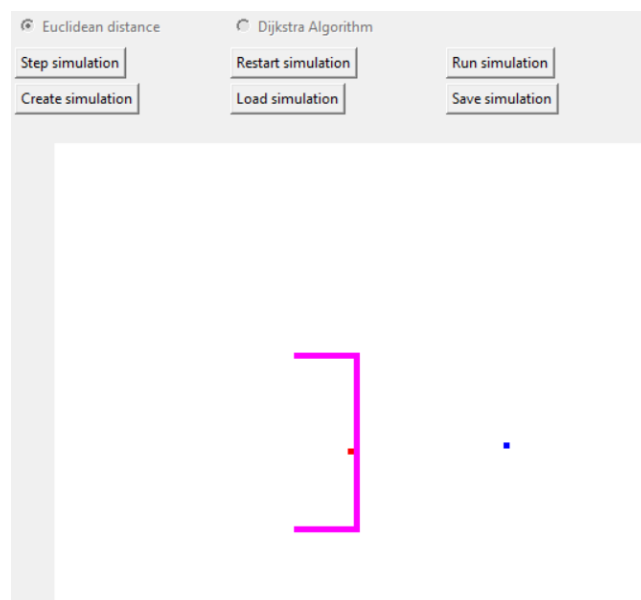 Euclidean distance Dijkstra Algorithm
Step simulation Restart simulation Run simulation
Create simulation Load simulation Save simulation